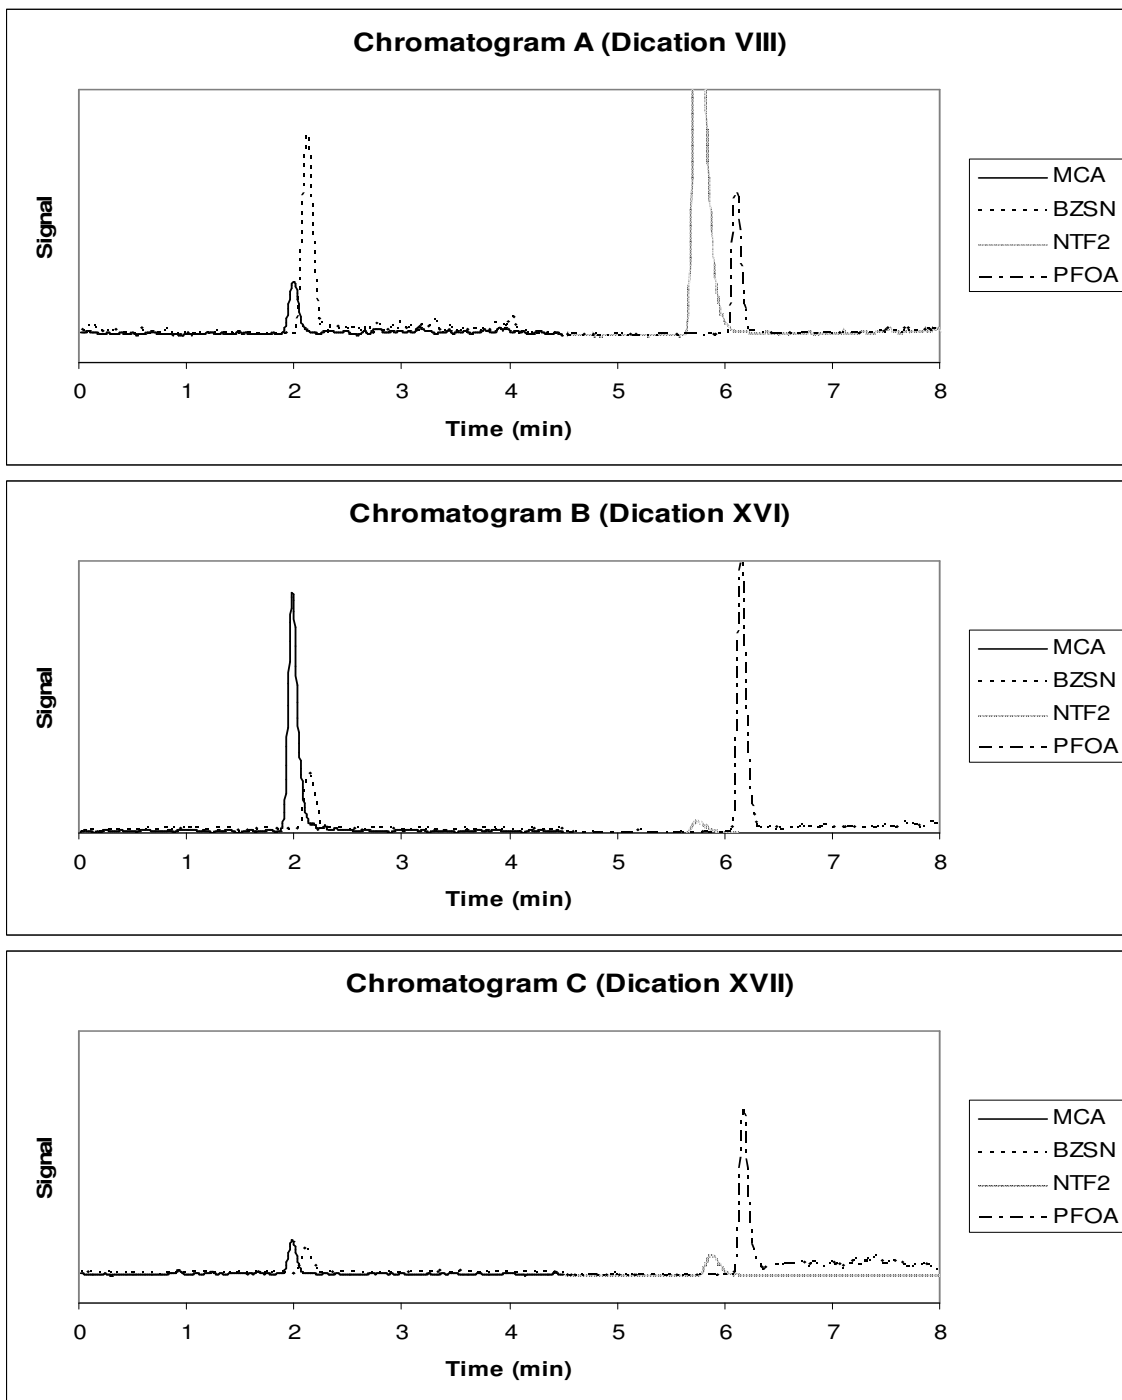 Chromatogram A (Dication VIII)
Signal
MCA
BZSN
NTF2
PFOA
0 1 2 3 4 5 6 7 8
Time (min)
Chromatogram B (Dication XVI)
Signal
MCA
BZSN
NTF2
PFOA
0 1 2 3 4 5 6 7 8
Time (min)
Chromatogram C (Dication XVII)
Signal
MCA
BZSN
NTF2
PFOA
0 1 2 3 4 5 6 7 8
Time (min)